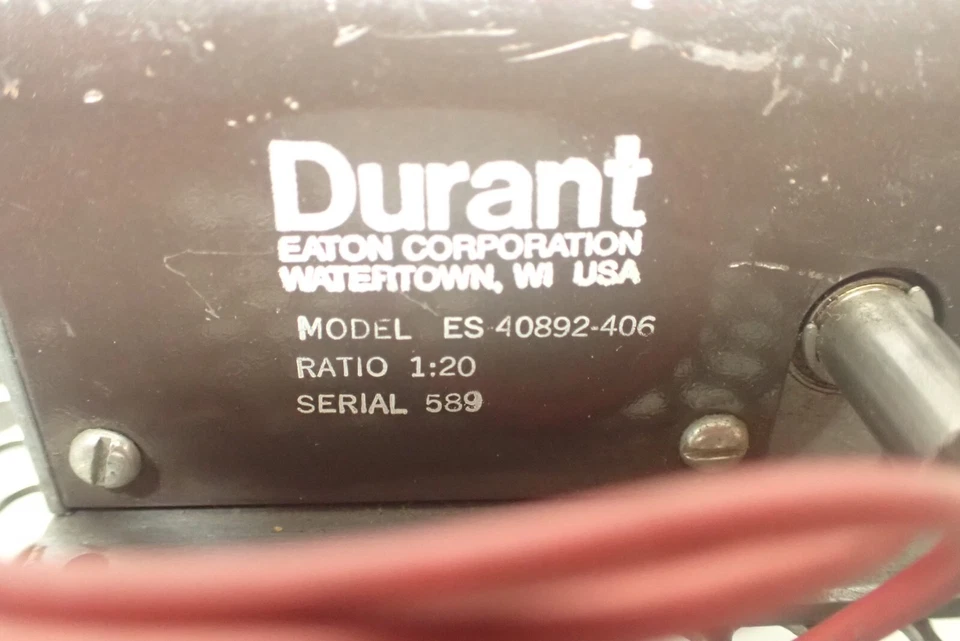 Durant
EATON CORPORATION
WATERTOWN, WI USA
MODEL ES-40892-406
RATIO 1:20
SERIAL 589